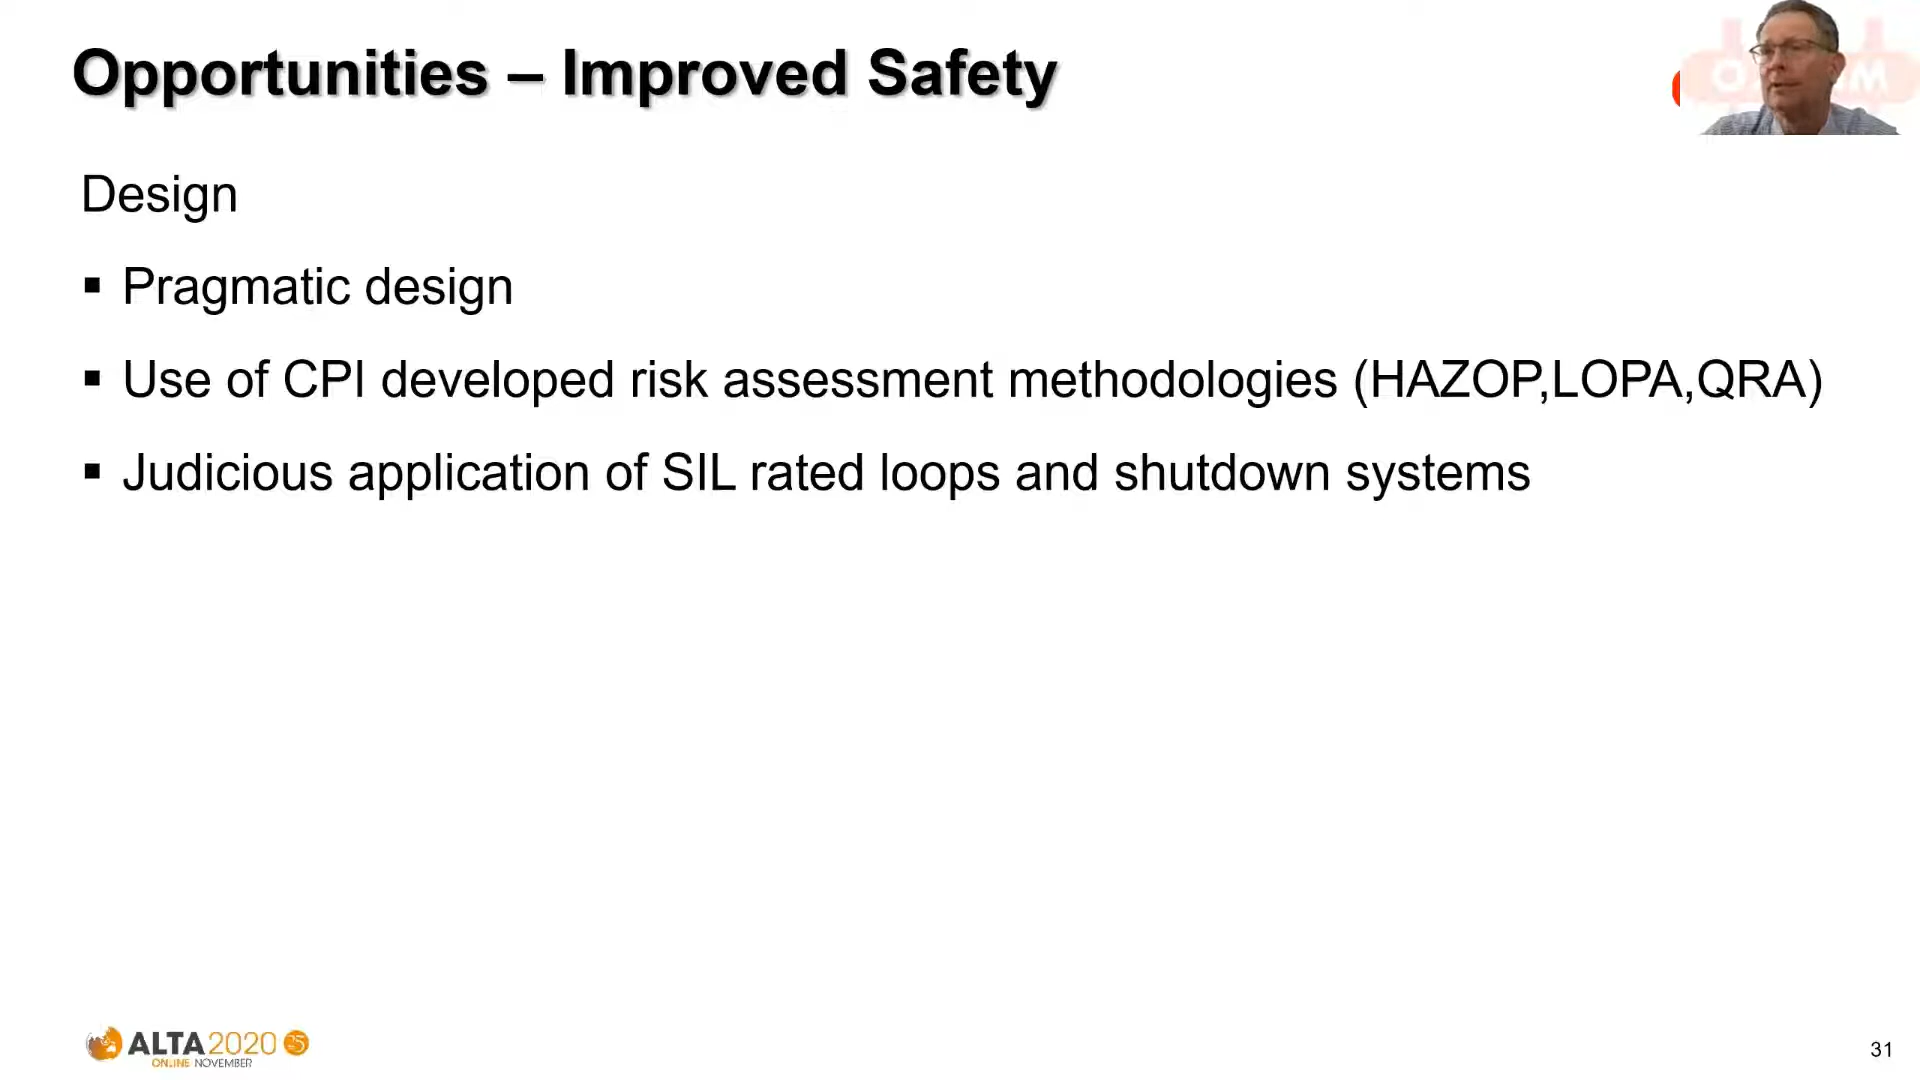 Opportunities – Improved Safety
Design
▪ Pragmatic design
▪ Use of CPI developed risk assessment methodologies (HAZOP,LOPA,QRA)
▪ Judicious application of SIL rated loops and shutdown systems
ALTA 2020 25
ONLINE NOVEMBER
31